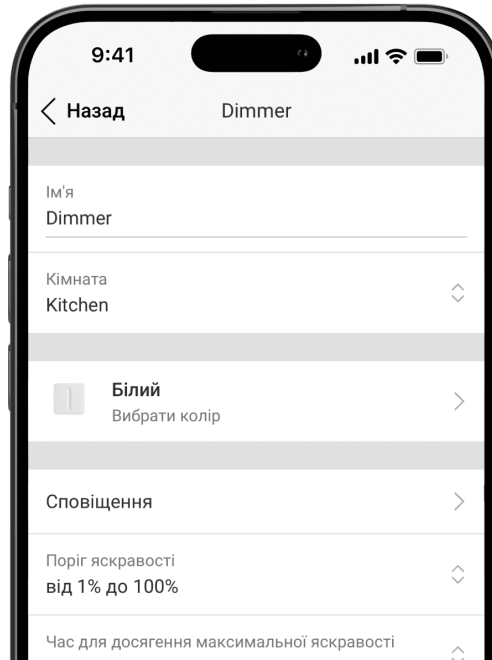 9:41
Назад
Dimmer
Ім'я
Dimmer
Кімната
Kitchen
Білий
Вибрати колір
Сповіщення
Поріг яскравості
від 1% до 100%
Час для досягення максимальної яскравості